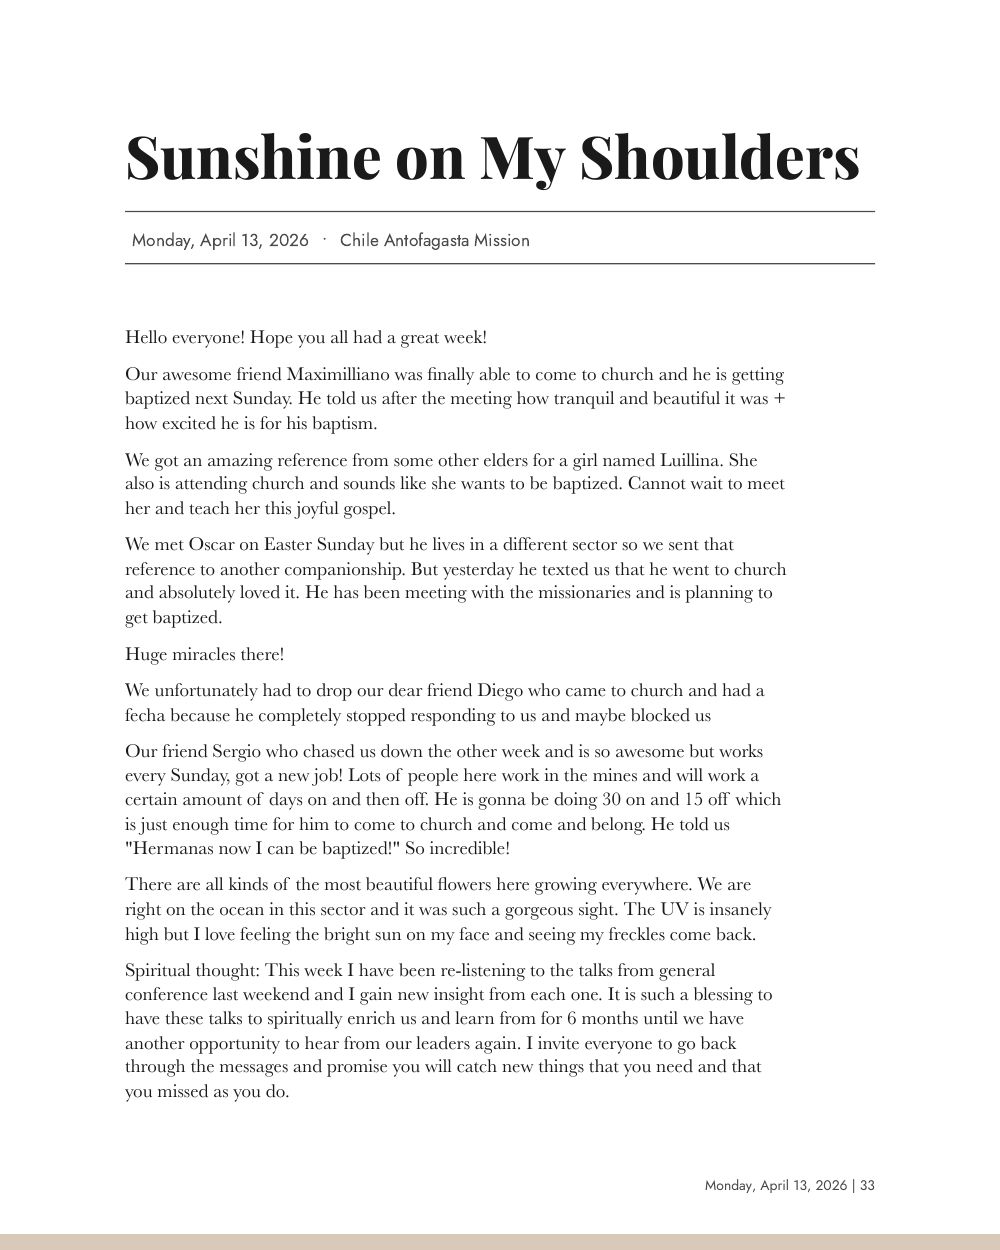 Sunshine on My Shoulders
Monday, April 13, 2026 · Chile Antofagasta Mission
Hello everyone! Hope you all had a great week!
Our awesome friend Maximilliano was finally able to come to church and he is getting
baptized next Sunday. He told us after the meeting how tranquil and beautiful it was +
how excited he is for his baptism.
We got an amazing reference from some other elders for a girl named Luillina. She
also is attending church and sounds like she wants to be baptized. Cannot wait to meet
her and teach her this joyful gospel.
We met Oscar on Easter Sunday but he lives in a different sector so we sent that
reference to another companionship. But yesterday he texted us that he went to church
and absolutely loved it. He has been meeting with the missionaries and is planning to
get baptized.
Huge miracles there!
We unfortunately had to drop our dear friend Diego who came to church and had a
fecha because he completely stopped responding to us and maybe blocked us
Our friend Sergio who chased us down the other week and is so awesome but works
every Sunday, got a new job! Lots of people here work in the mines and will work a
certain amount of days on and then off. He is gonna be doing 30 on and 15 off which
is just enough time for him to come to church and come and belong. He told us
"Hermanas now I can be baptized!" So incredible!
There are all kinds of the most beautiful flowers here growing everywhere. We are
right on the ocean in this sector and it was such a gorgeous sight. The UV is insanely
high but I love feeling the bright sun on my face and seeing my freckles come back.
Spiritual thought: This week I have been re-listening to the talks from general
conference last weekend and I gain new insight from each one. It is such a blessing to
have these talks to spiritually enrich us and learn from for 6 months until we have
another opportunity to hear from our leaders again. I invite everyone to go back
through the messages and promise you will catch new things that you need and that
you missed as you do.
Monday, April 13, 2026 | 33